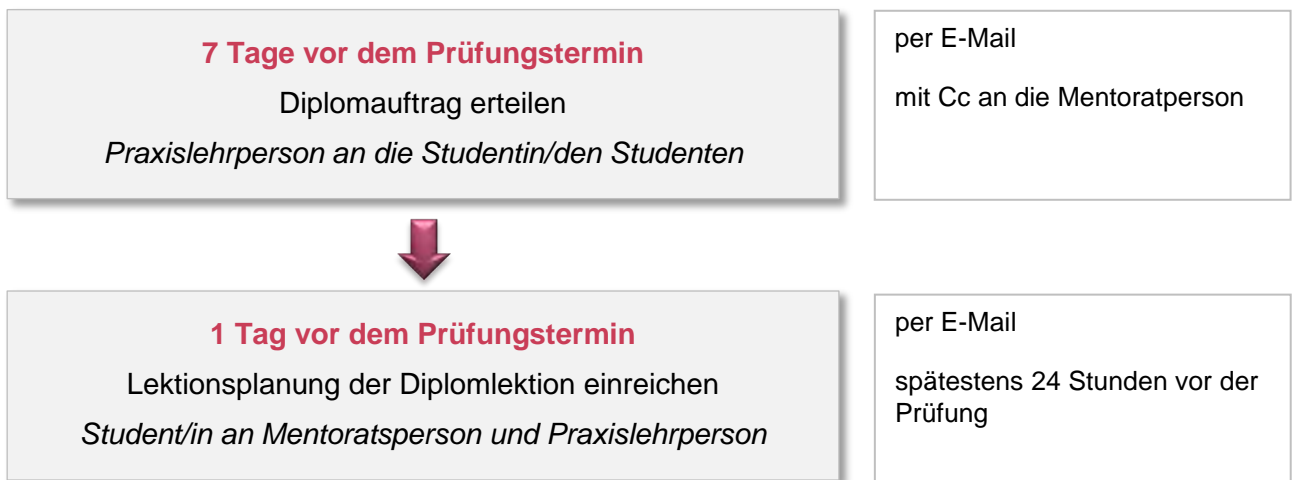 7 Tage vor dem Prüfungstermin
Diplomauftrag erteilen
Praxislehrperson an die Studentin/den Studenten
per E-Mail
mit Cc an die Mentoratperson
1 Tag vor dem Prüfungstermin
Lektionsplanung der Diplomlektion einreichen
Student/in an Mentoratsperson und Praxislehrperson
per E-Mail
spätestens 24 Stunden vor der
Prüfung